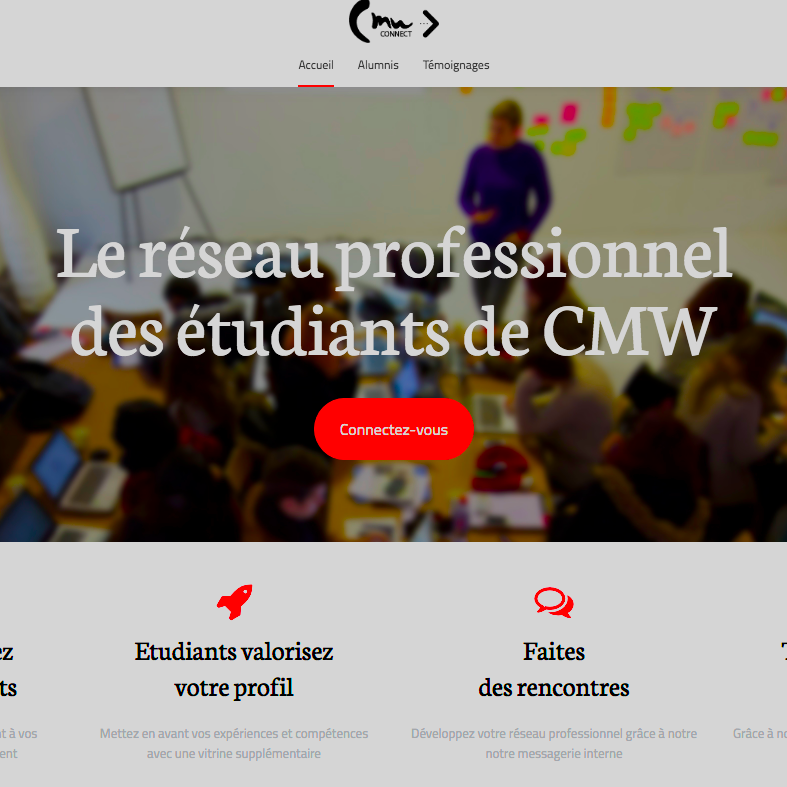 Cmw
CONNECT
Accueil Alumnis Témoignages
Le réseau professionnel
des étudiants de CMW
Connectez-vous
Etudiants valorisez
votre profil
Mettez en avant vos expériences et compétences
avec une vitrine supplémentaire
Faites
des rencontres
Développez votre réseau professionnel grâce à notre
notre messagerie interne
ez
ts
t à vos
ent
Grâce à no